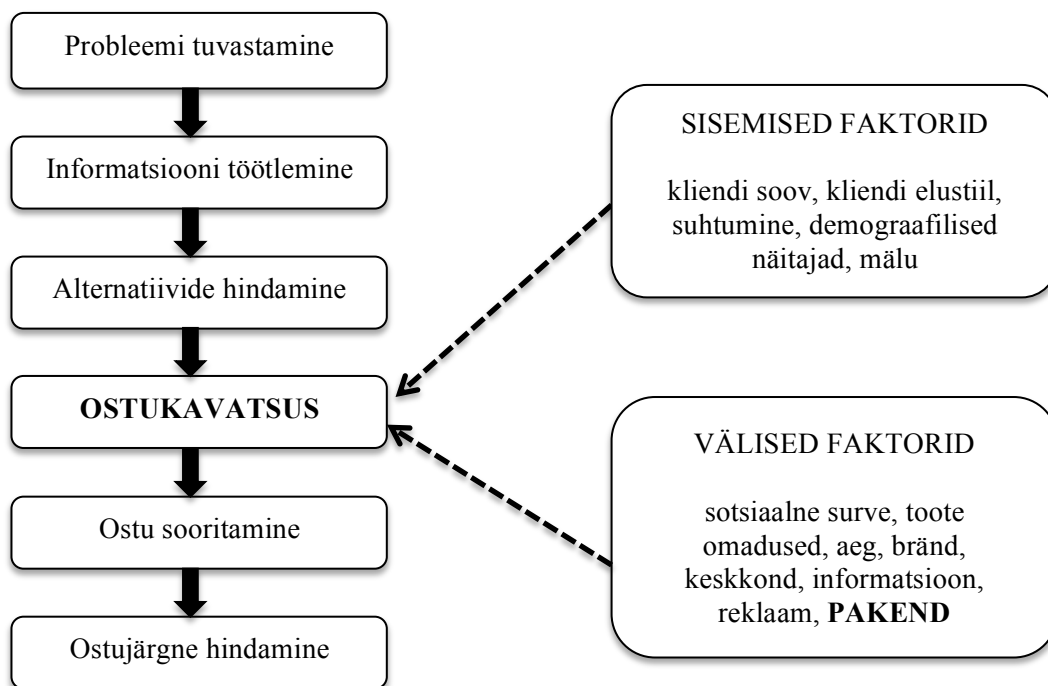 Probleemi tuvastamine
Informatsiooni töötlemine
Alternatiivide hindamine
OSTUKAVATSUS
Ostu sooritamine
Ostujärgne hindamine
SISEMISED FAKTORID
kliendi soov, kliendi elustiil,
suhtumine, demograafilised
näitajad, mälu
VÄLISED FAKTORID
sotsiaalne surve, toote
omadused, aeg, bränd,
keskkond, informatsioon,
reklaam, PAKEND